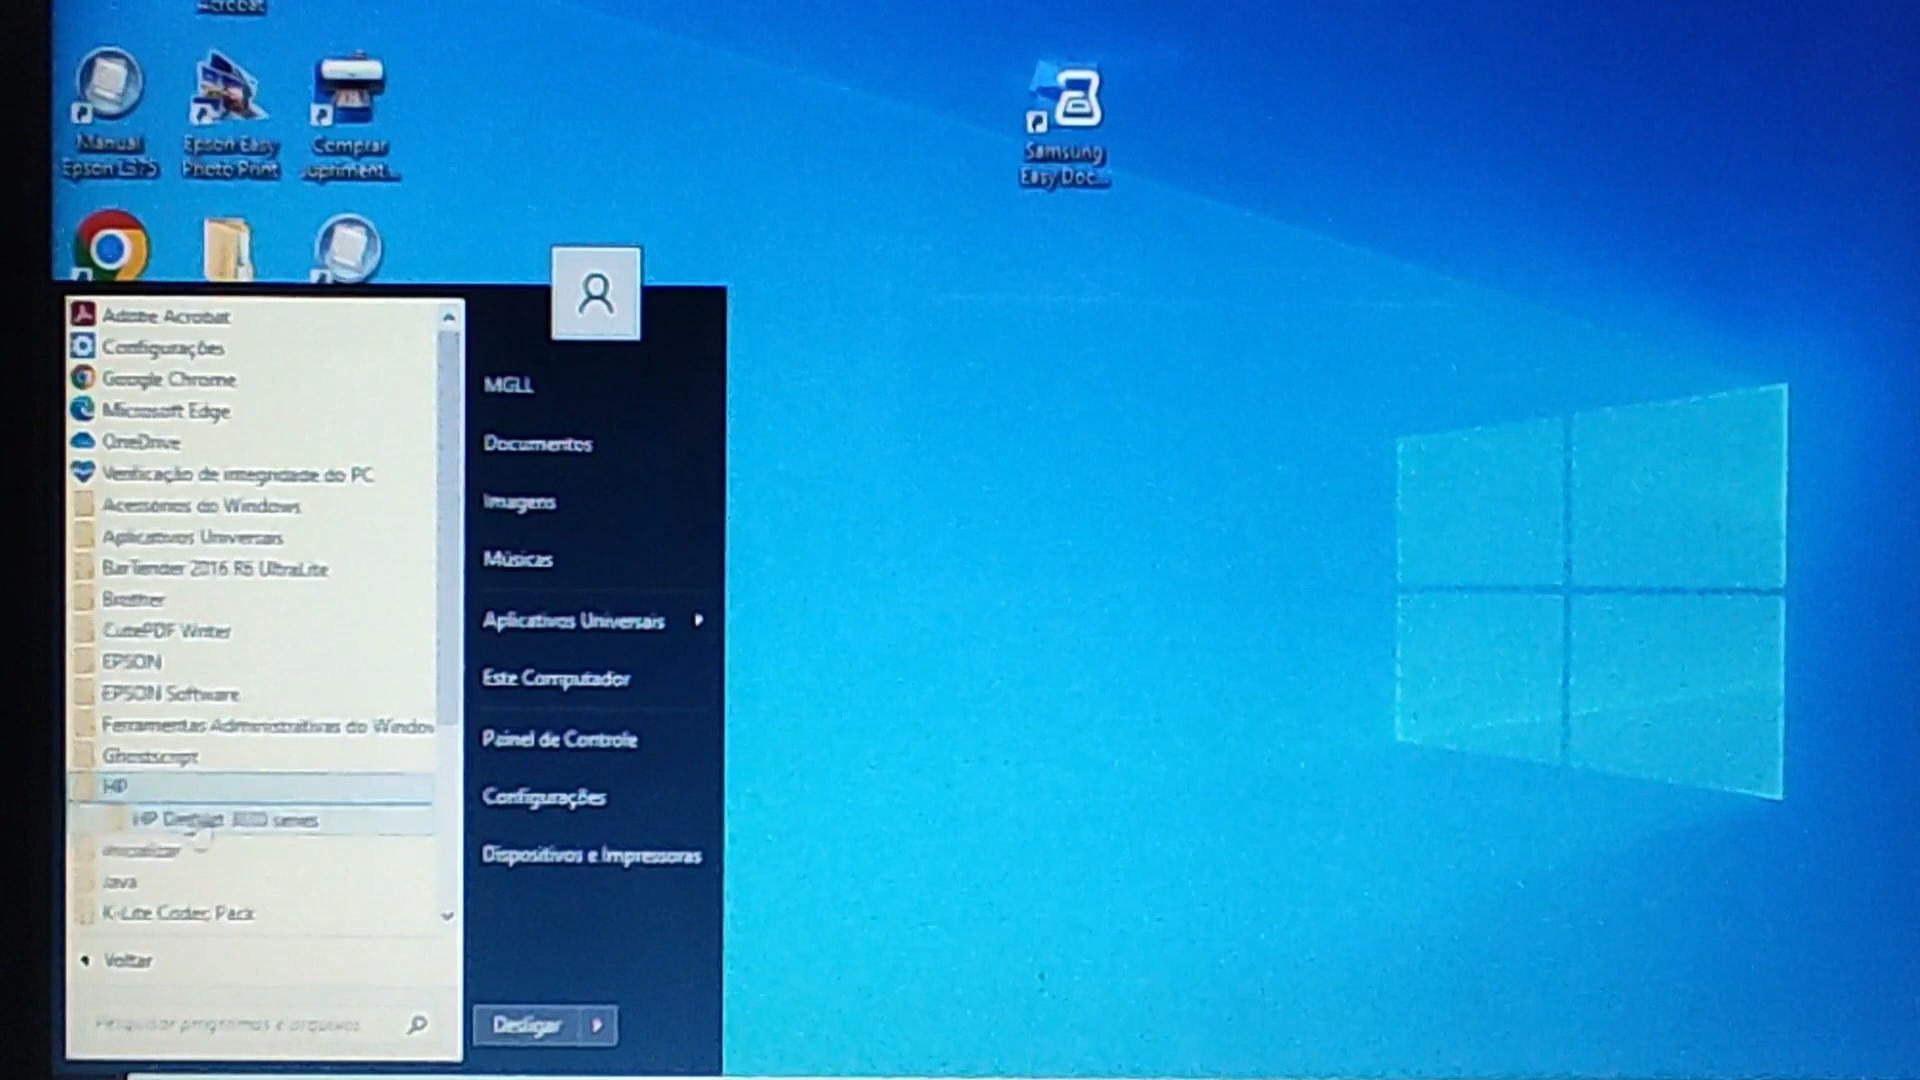 Acrobat
Manual
Epson L375
Epson Easy
Photo Print
Comprar
supriment...
Samsung
Easy Doc...
Adobe Acrobat
Configurações
Google Chrome
Microsoft Edge
OneDrive
Verificação de integridade do PC
Acessórios do Windows
Aplicativos Universais
BarTender 2016 R6 UltraLite
Brother
CutePDF Writer
EPSON
EPSON Software
Ferramentas Administrativas do Window
Ghostscript
HP
HP DeskJet series
Inicializar
Java
K-Lite Codec Pack
Voltar
Pesquisar programas e arquivos
MGLL
Documentos
Imagens
Músicas
Aplicativos Universais
Este Computador
Painel de Controle
Configurações
Dispositivos e Impressoras
Desligar